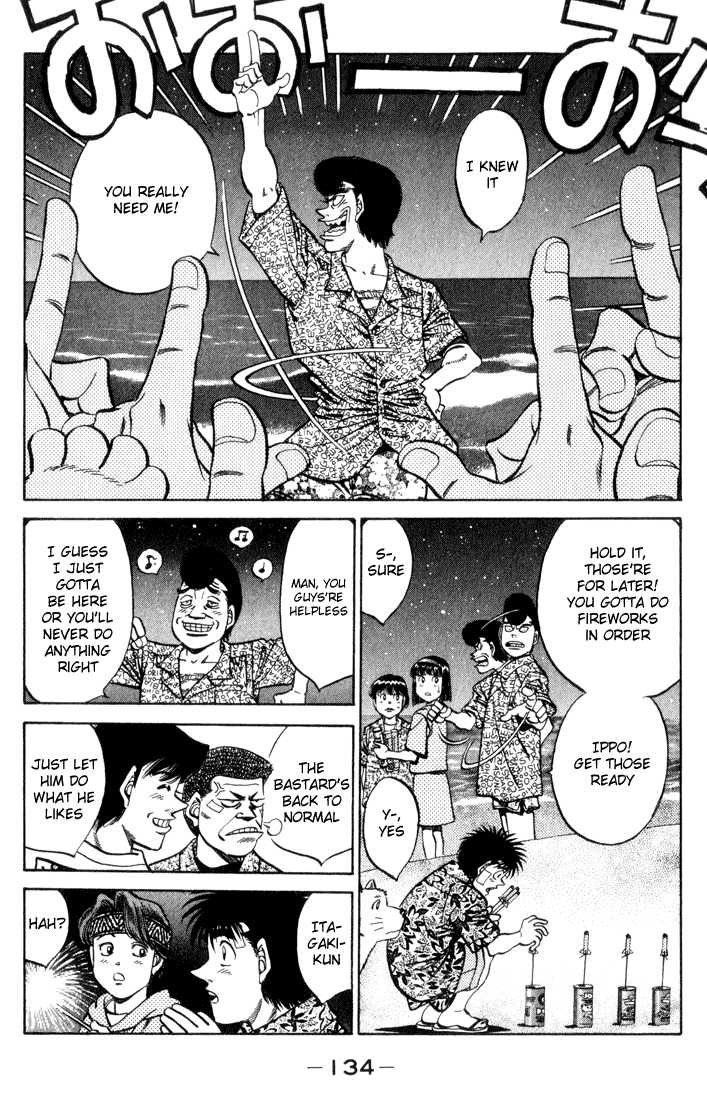 おおーお
I KNEW
IT
YOU REALLY
NEED ME!
HOLD IT,
THOSE'RE
FOR LATER!
YOU GOTTA DO
FIREWORKS
IN ORDER
S-,
SURE
IPPO!
GET THOSE
READY
Y-,
YES
MAN, YOU
GUYS'RE
HELPLESS
I GUESS
I JUST
GOTTA
BE HERE
OR YOU'LL
NEVER DO
ANYTHING
RIGHT
THE
BASTARD'S
BACK TO
NORMAL
JUST LET
HIM DO
WHAT HE
LIKES
ITA-
GAKI-
KUN
HAH?
—134—